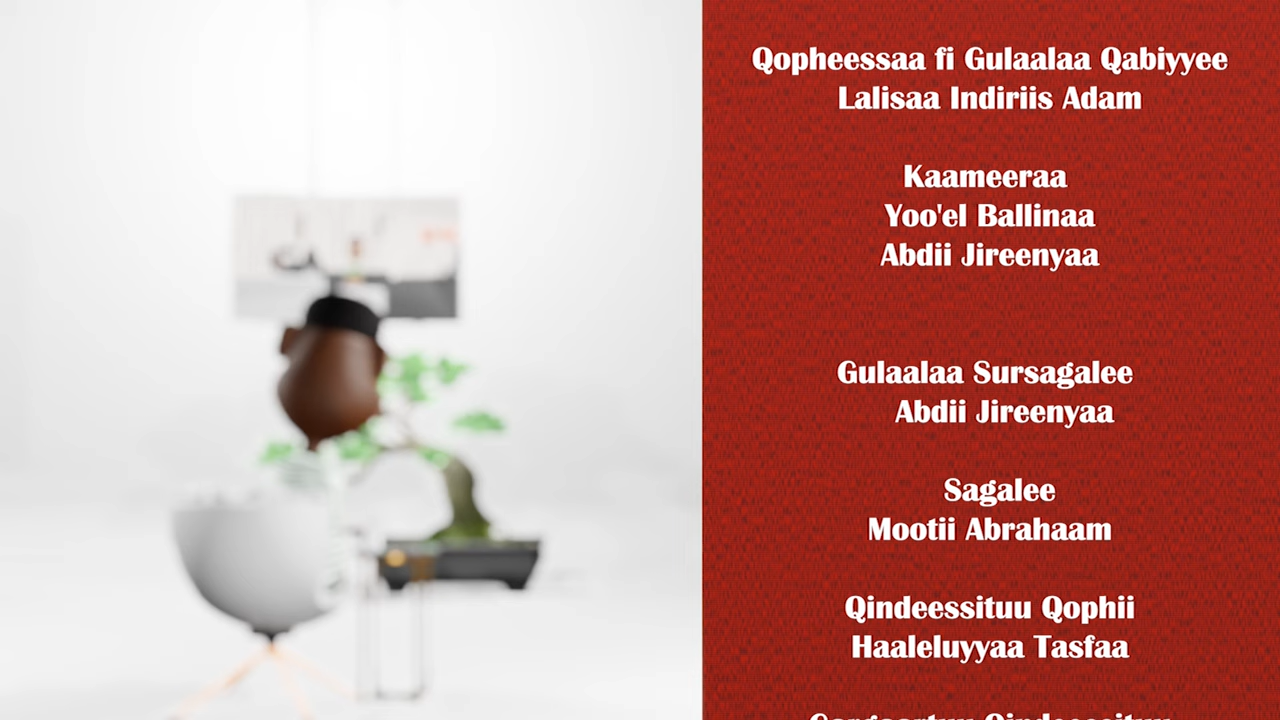 Qopheessaa fi Gulaalaa Qabiyyee
Lalisaa Indiriis Adam
Kaameeraa
Yoo'el Ballinaa
Abdii Jireenyaa
Gulaalaa Sursagalee
Abdii Jireenyaa
Sagalee
Mootii Abrahaam
Qindeessituu Qophii
Haaleluyyaa Tasfaa